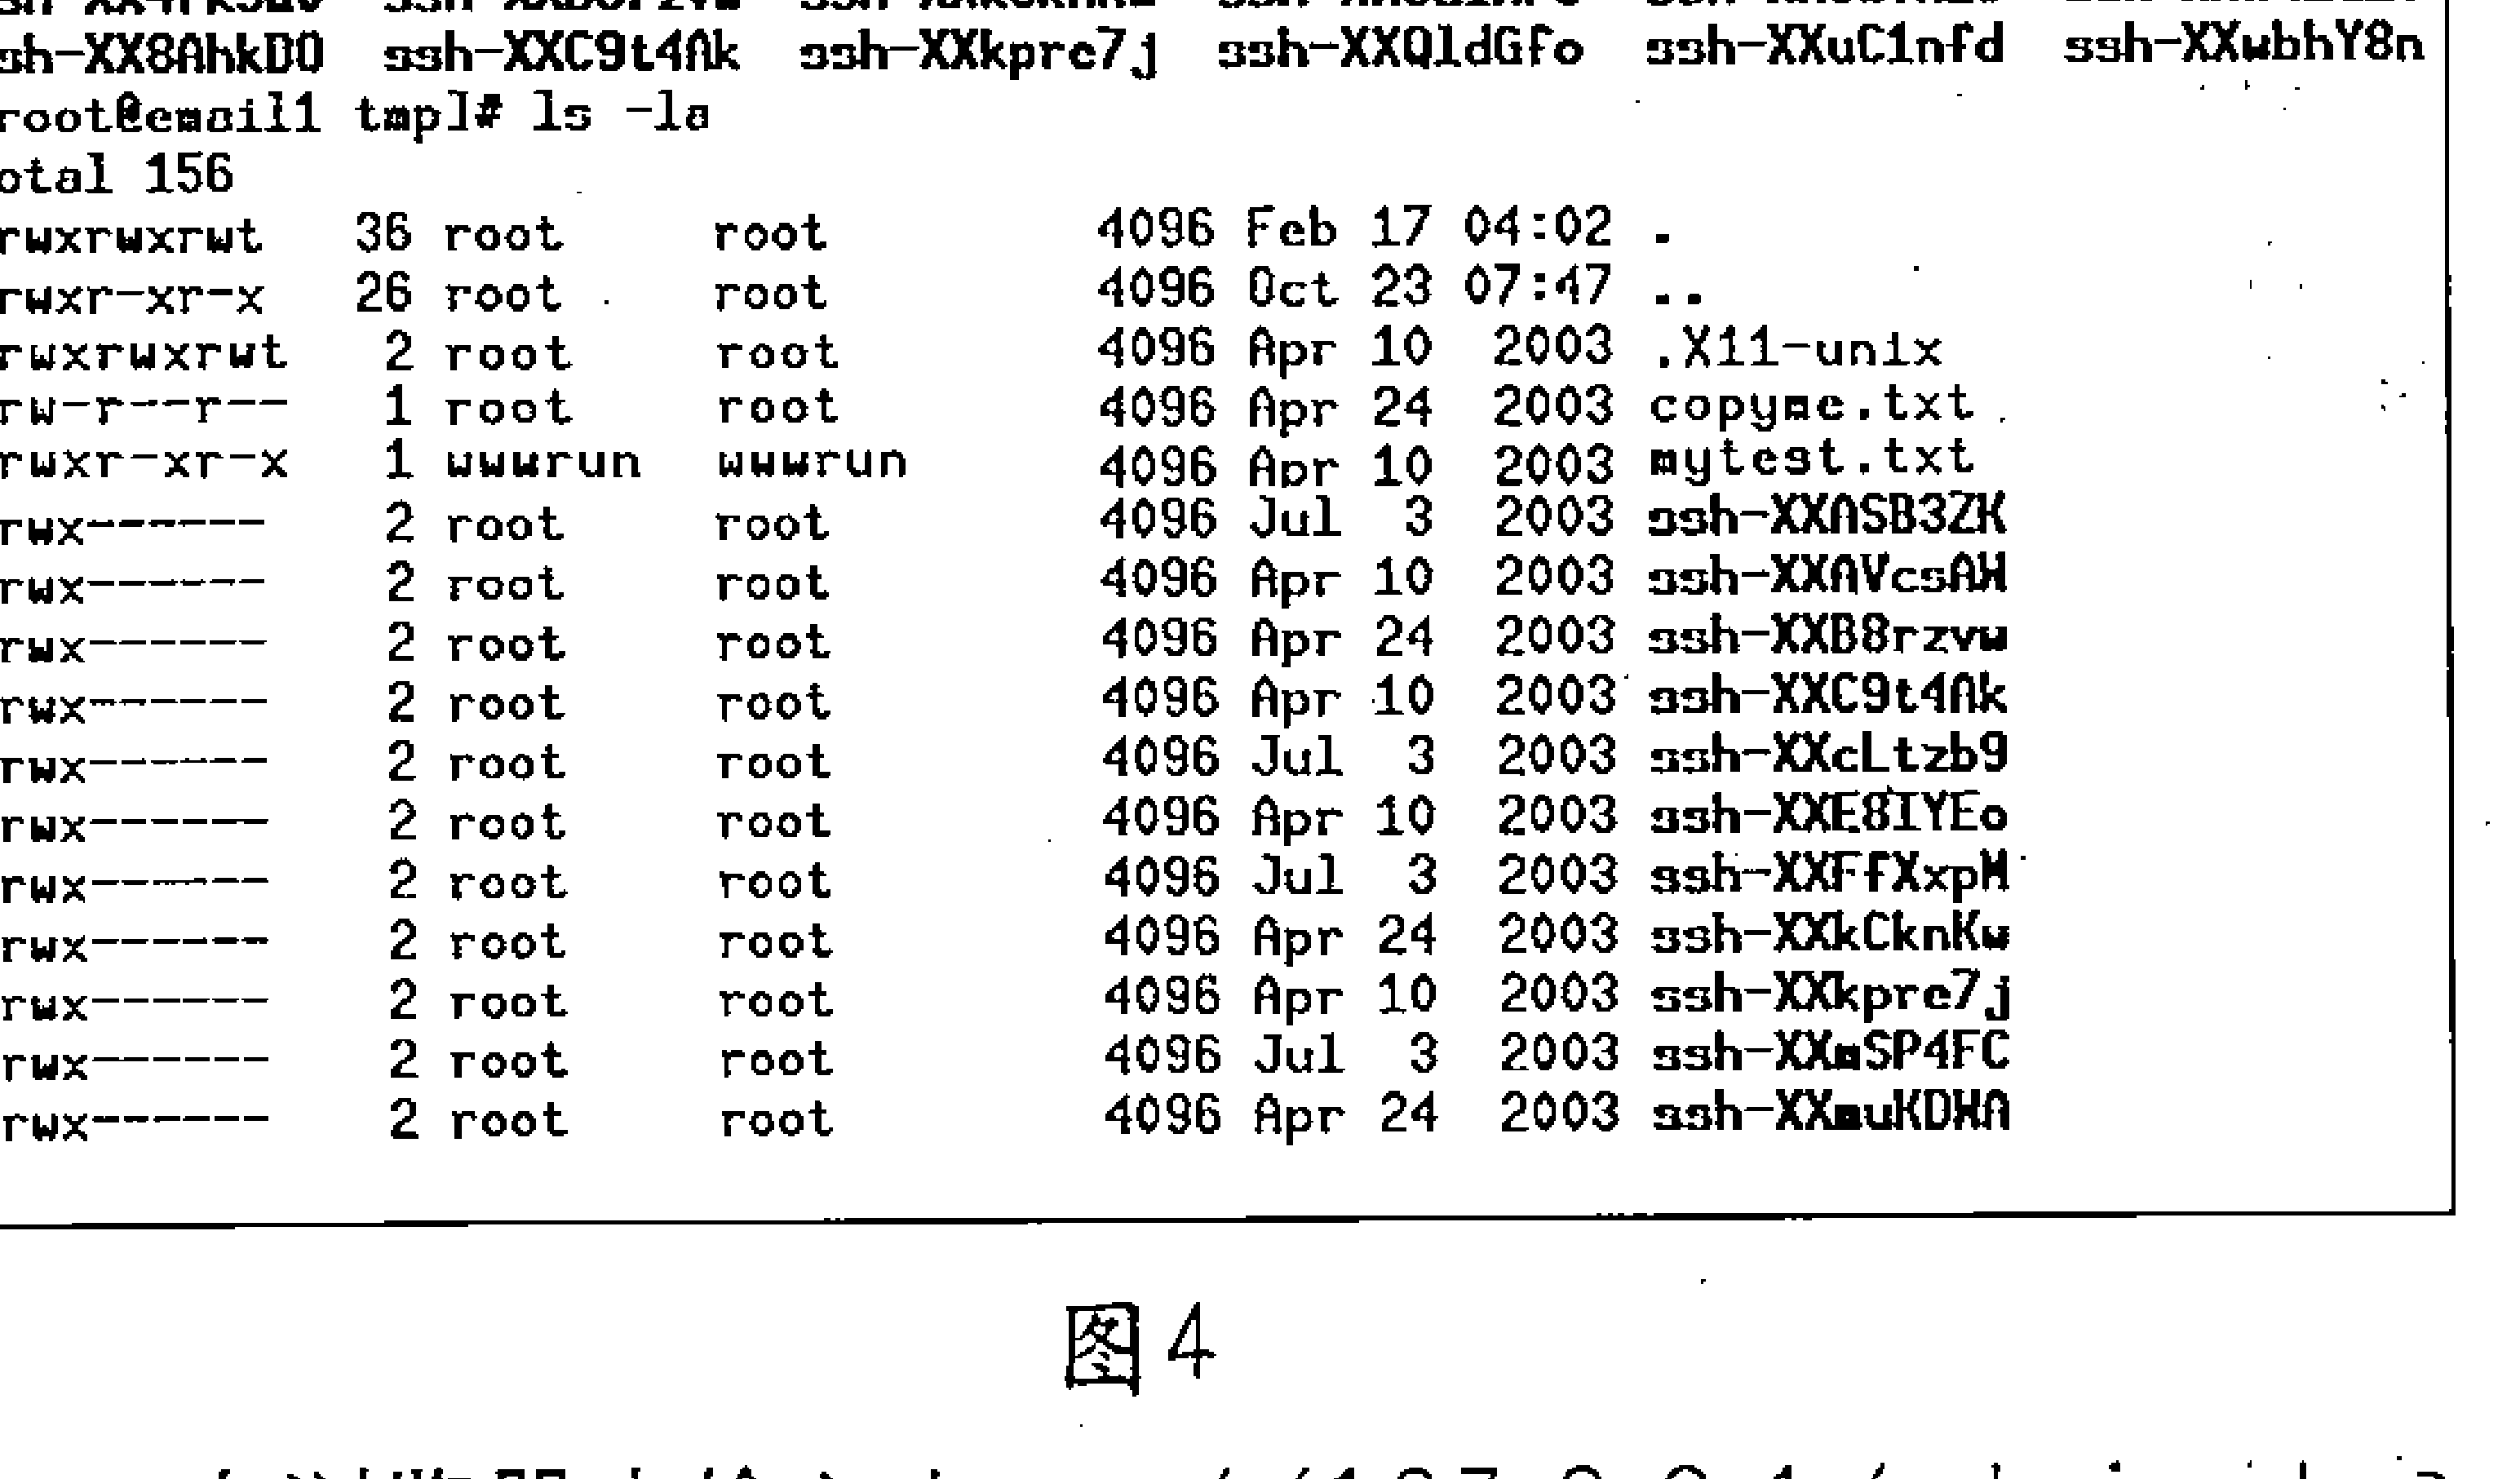 sh-XX8AhkDO ssh-XXC9t4Ak ssh-XXkpre7j ssh-XXQldGfo ssh-XXuC1nfd ssh-XXwbhY8n
root@email1 tmp]# ls -la
otal 156
rwxrwxrwt 36 root root 4096 Feb 17 04:02 .
rwxr-xr-x 26 root root 4096 Oct 23 07:47 ..
rwxrwxrwt 2 root root 4096 Apr 10 2003 .X11-unix
rw-r--r-- 1 root root 4096 Apr 24 2003 copyme.txt
rwxr-xr-x 1 wwwrun wwwrun 4096 Apr 10 2003 mytest.txt
rwx------ 2 root root 4096 Jul 3 2003 ssh-XXASB3ZK
rwx------ 2 root root 4096 Apr 10 2003 ssh-XXAVcsAW
rwx------ 2 root root 4096 Apr 24 2003 ssh-XXB8rzvw
rwx------ 2 root root 4096 Apr 10 2003 ssh-XXC9t4Ak
rwx------ 2 root root 4096 Jul 3 2003 ssh-XXcLtzb9
rwx------ 2 root root 4096 Apr 10 2003 ssh-XXE8IYEo
rwx------ 2 root root 4096 Jul 3 2003 ssh-XXFfXxpM
rwx------ 2 root root 4096 Apr 24 2003 ssh-XXkCknKw
rwx------ 2 root root 4096 Apr 10 2003 ssh-XXkpre7j
rwx------ 2 root root 4096 Jul 3 2003 ssh-XXmSP4FC
rwx------ 2 root root 4096 Apr 24 2003 ssh-XXmuKDWA
图4